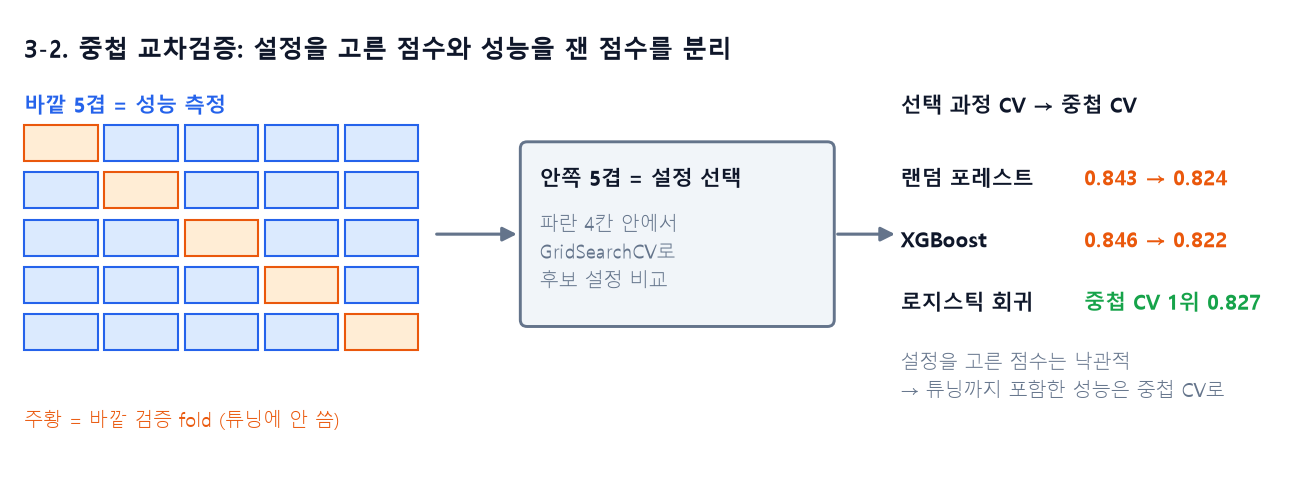 3-2. 중첩 교차검증: 설정을 고른 점수와 성능을 잰 점수를 분리
바깥 5겹 = 성능 측정
주황 = 바깥 검증 fold (튜닝에 안 씀)
안쪽 5겹 = 설정 선택
파란 4칸 안에서
GridSearchCV로
후보 설정 비교
선택 과정 CV → 중첩 CV
랜덤 포레스트 0.843 → 0.824
XGBoost 0.846 → 0.822
로지스틱 회귀 중첩 CV 1위 0.827
설정을 고른 점수는 낙관적
→ 튜닝까지 포함한 성능은 중첩 CV로